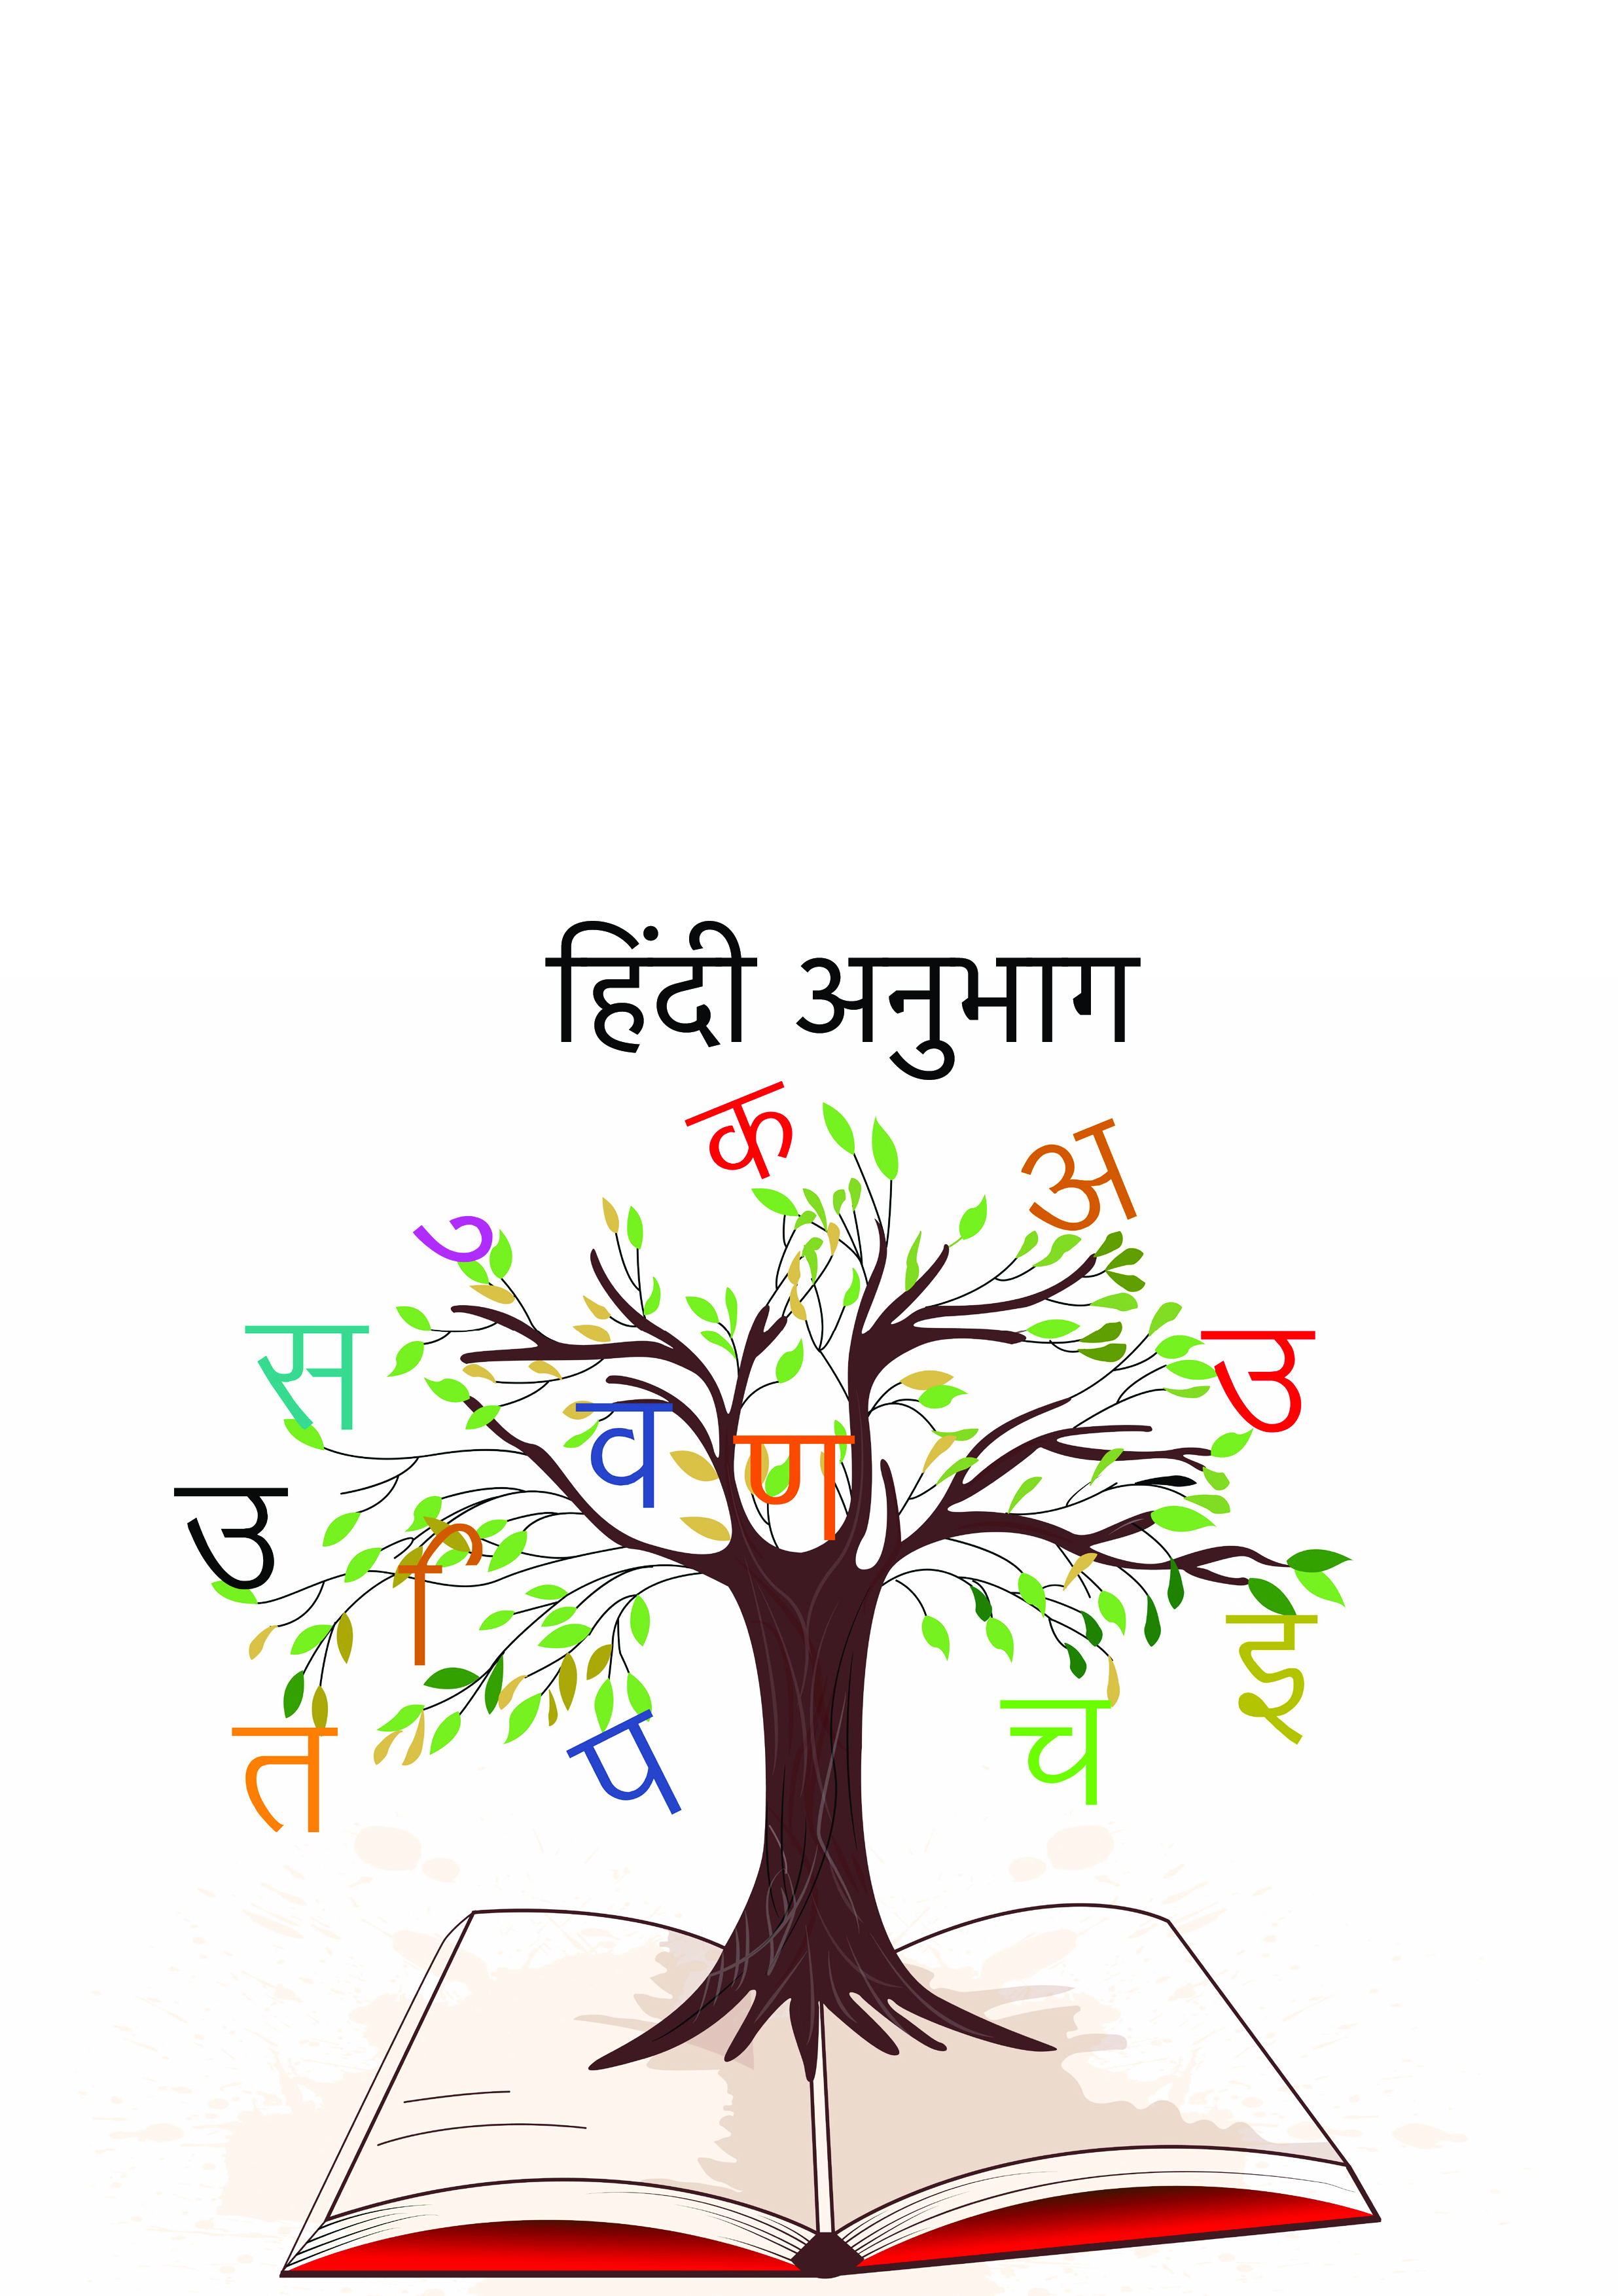 हिंदी अनुभाग
क
अ
ु
स
उ
व
ण
उ
ि
इ
च
त
प